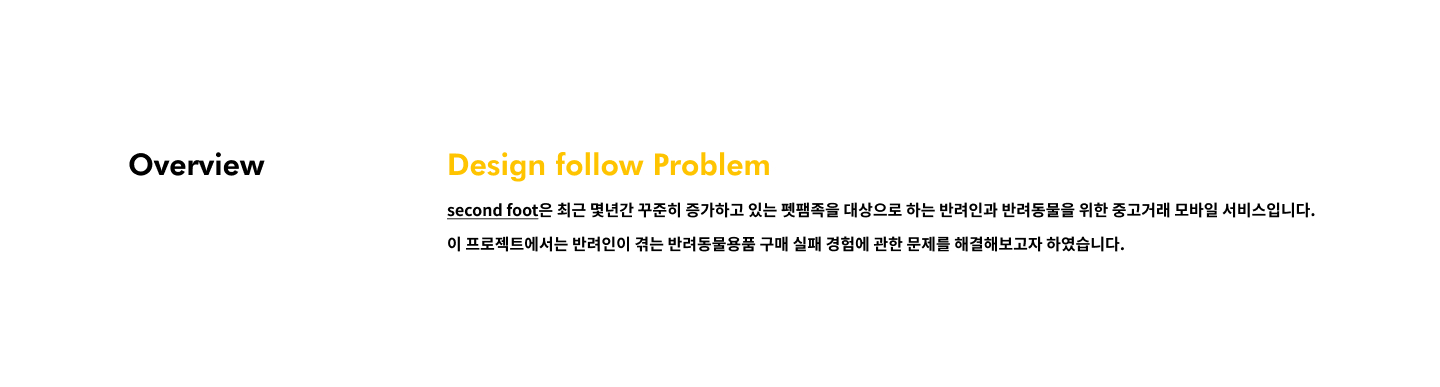 Overview
Design follow Problem
second foot은 최근 몇년간 꾸준히 증가하고 있는 펫팸족을 대상으로 하는 반려인과 반려동물을 위한 중고거래 모바일 서비스입니다.
이 프로젝트에서는 반려인이 겪는 반려동물용품 구매 실패 경험에 관한 문제를 해결해보고자 하였습니다.